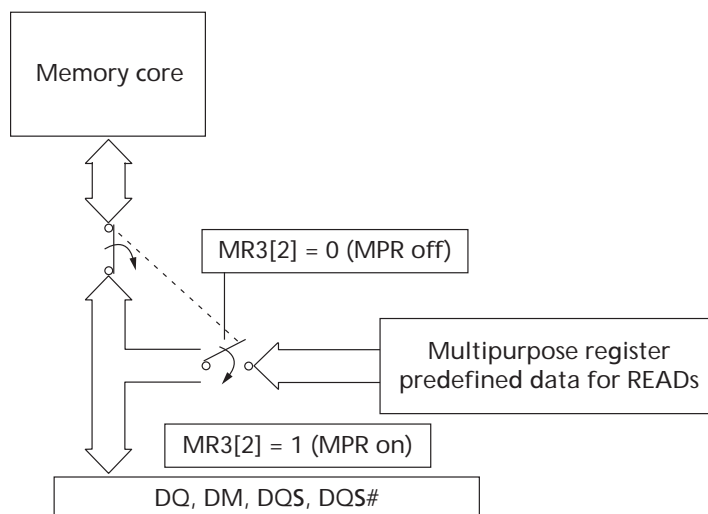 Memory core
MR3[2] = 0 (MPR off)
Multipurpose register
predefined data for READs
MR3[2] = 1 (MPR on)
DQ, DM, DQS, DQS#